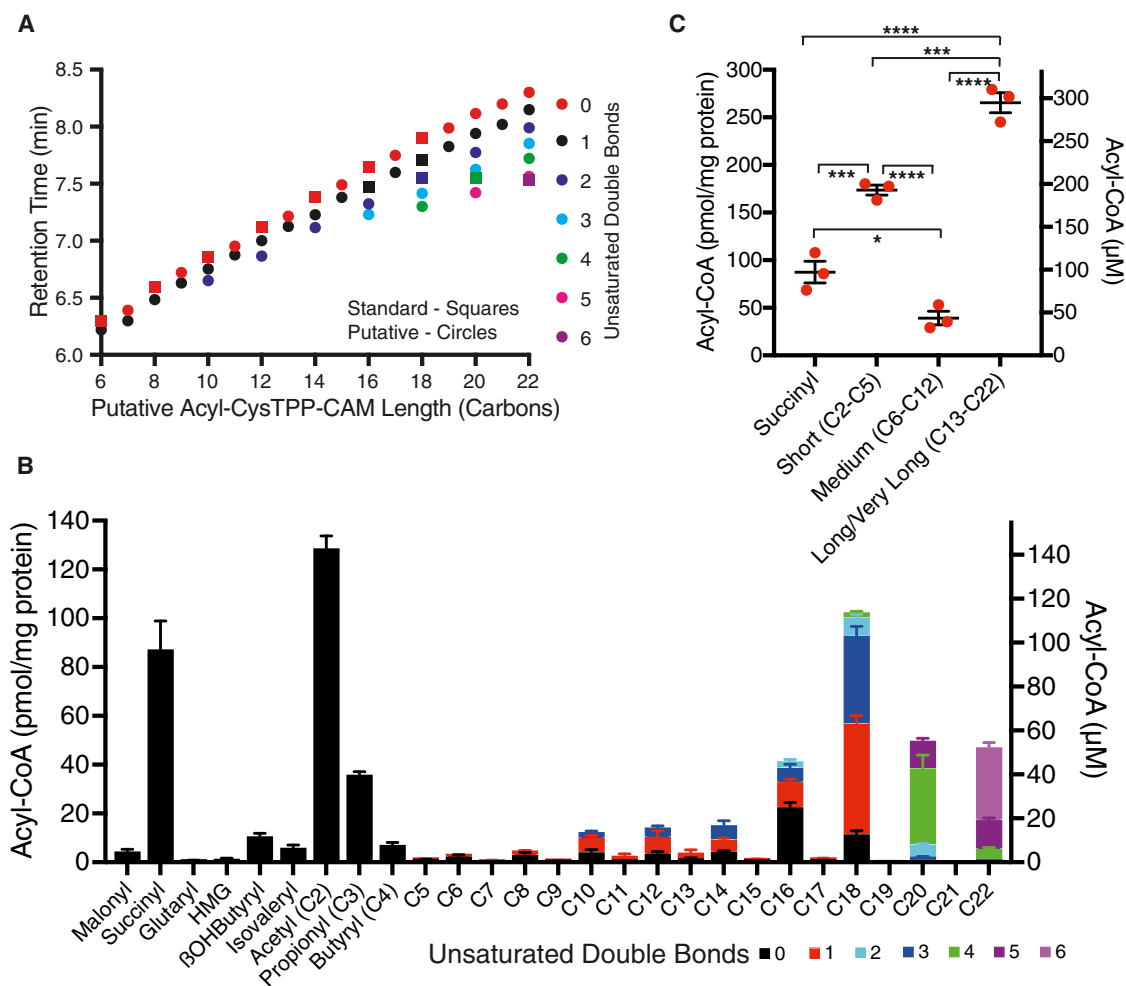 A
Retention Time (min)
8.5
8.0
7.5
7.0
6.5
6.0
6 8 10 12 14 16 18 20 22
Putative Acyl-CysTPP-CAM Length (Carbons)
Standard - Squares
Putative - Circles
0
1
2
3
4
5
6
Unsaturated Double Bonds
C
Acyl-CoA (pmol/mg protein)
300
250
200
150
100
50
0
****
***
****
***
****
*
300
250
200
150
100
50
0
Acyl-CoA (μM)
Succinyl
Short (C2-C5)
Medium (C6-C12)
Long/Very Long (C13-C22)
B
Acyl-CoA (pmol/mg protein)
140
120
100
80
60
40
20
0
140
120
100
80
60
40
20
0
Acyl-CoA (μM)
Malonyl
Succinyl
Glutaryl
HMG
βOHButyryl
Isovaleryl
Acetyl (C2)
Propionyl (C3)
Butyryl (C4)
C5
C6
C7
C8
C9
C10
C11
C12
C13
C14
C15
C16
C17
C18
C19
C20
C21
C22
Unsaturated Double Bonds 0 1 2 3 4 5 6